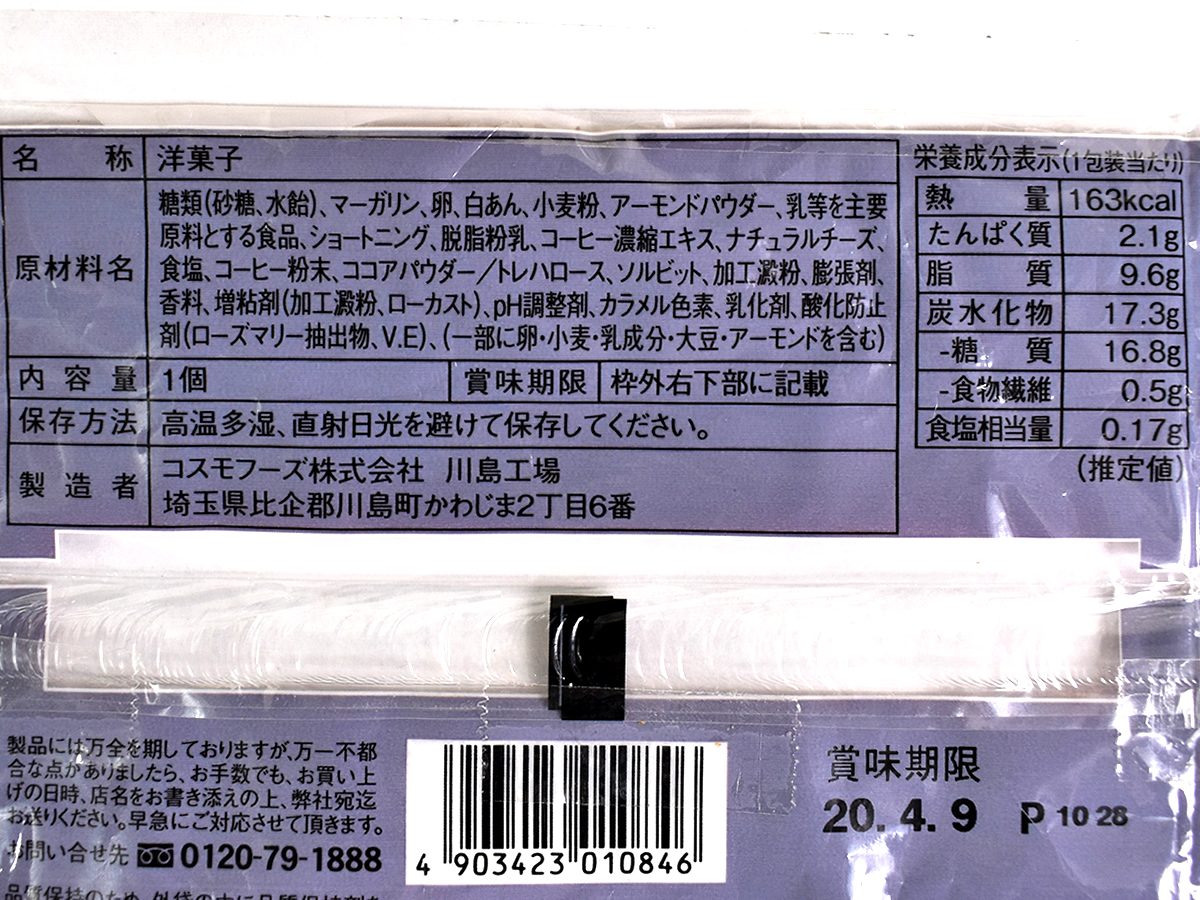 名称 洋菓子
原材料名 糖類(砂糖、水飴)、マーガリン、卵、白あん、小麦粉、アーモンドパウダー、乳等を主要
原料とする食品、ショートニング、脱脂粉乳、コーヒー濃縮エキス、ナチュラルチーズ、
食塩、コーヒー粉末、ココアパウダー/トレハロース、ソルビット、加工澱粉、膨張剤、
香料、増粘剤(加工澱粉、ローカスト)、pH調整剤、カラメル色素、乳化剤、酸化防止
剤(ローズマリー抽出物、V.E)、(一部に卵・小麦・乳成分・大豆・アーモンドを含む)
内容量 1個 賞味期限 枠外右下部に記載
保存方法 高温多湿、直射日光を避けて保存してください。
製造者 コスモフーズ株式会社 川島工場
埼玉県比企郡川島町かわじま2丁目6番
栄養成分表示(1包装当たり)
熱量 163kcal
たんぱく質 2.1g
脂質 9.6g
炭水化物 17.3g
-糖質 16.8g
-食物繊維 0.5g
食塩相当量 0.17g
(推定値)
製品には万全を期しておりますが、万一不都
合な点がありましたら、お手数でも、お買い上
げの日時、店名をお書き添えの上、弊社宛迄
お送りください。早急にご対応させて頂きます。
お問い合せ先 0120-79-1888
品質保持のため、外袋の中に品質保持剤を
4 903423 010846
賞味期限
20.4.9 P 10 28